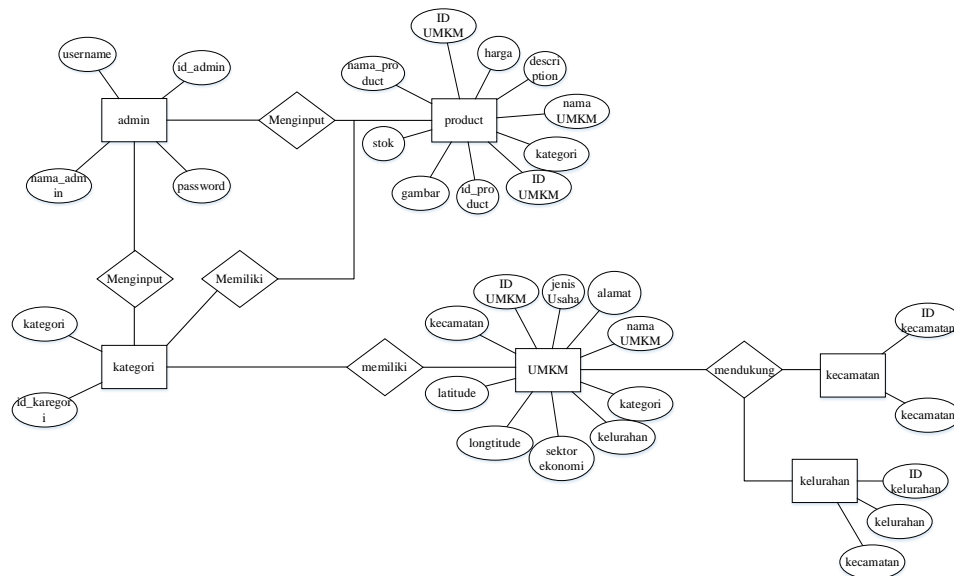 ID
UMKM
username
harga
id_admin
descri
ption
nama_pro
duct
nama
UMKM
admin
Menginput
product
stok
kategori
nama_adm
in
password
gambar
id_pro
duct
ID
UMKM
Menginput
Memiliki
ID
UMKM
jenis
Usaha
alamat
kategori
kecamatan
nama
UMKM
ID
kecamatan
kategori
memiliki
UMKM
mendukung
kecamatan
latitude
kategori
id_karegor
i
kecamatan
longtitude
kelurahan
sektor
ekonomi
kelurahan
ID
kelurahan
kelurahan
kecamatan